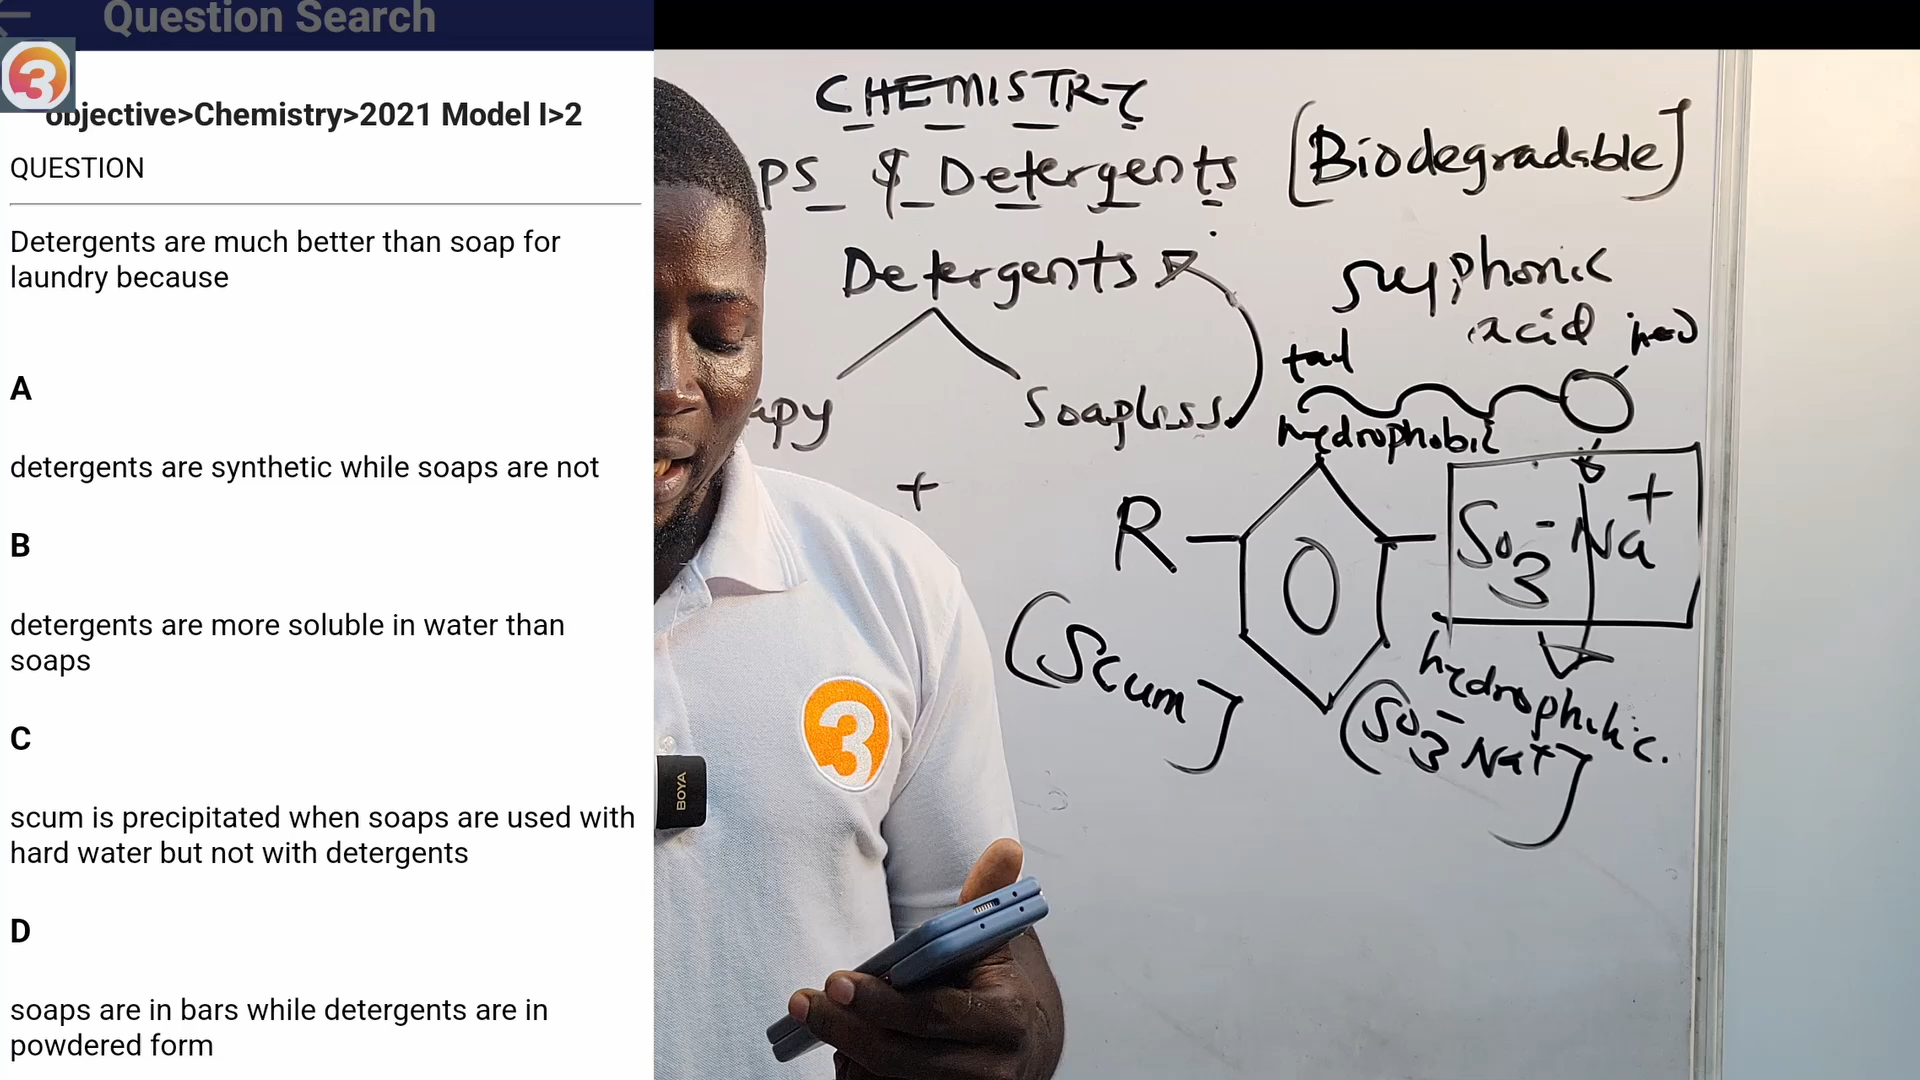 Question Search
3
objective>Chemistry>2021 Model I>2
QUESTION
Detergents are much better than soap for
laundry because
A
detergents are synthetic while soaps are not
B
detergents are more soluble in water than
soaps
C
scum is precipitated when soaps are used with
hard water but not with detergents
D
soaps are in bars while detergents are in
powdered form
CHEMISTRY
PS & Detergents [Biodegradable]
Detergents
sulphonic
acid
tail
head
apy
Soapless
hydrophobic
+
R
SO3- Na+
(Scum]
hydrophilic.
(SO3- Na+]
3
BOYA